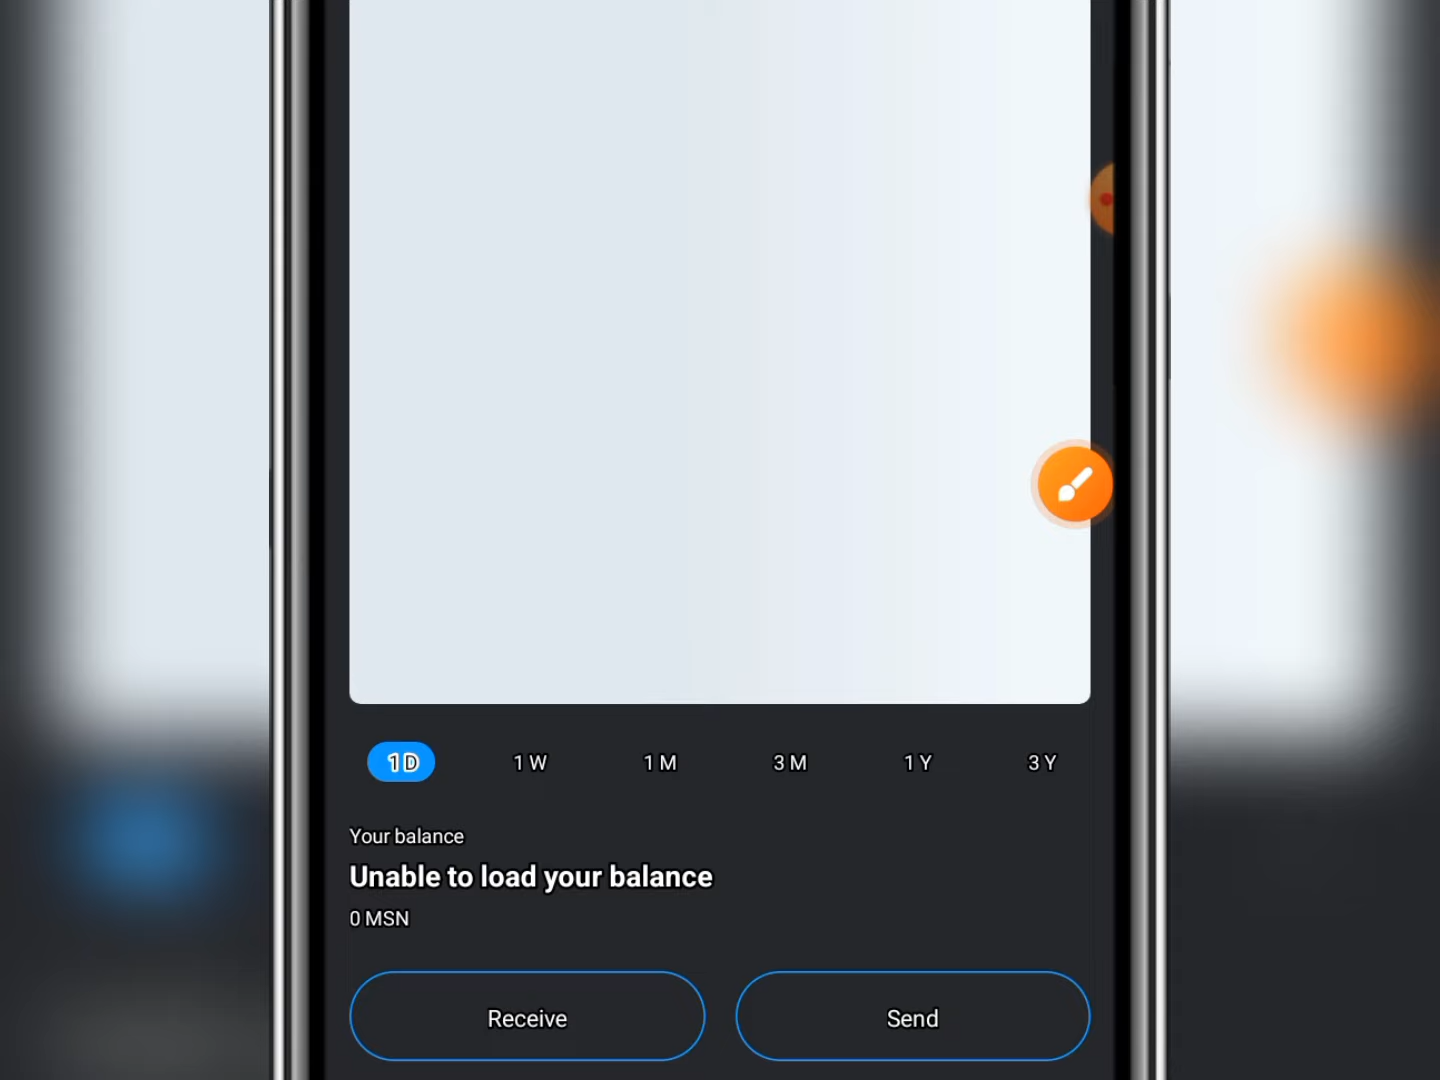 1 D 1 W 1 M 3 M 1 Y 3 Y
Your balance
Unable to load your balance
0 MSN
Receive Send